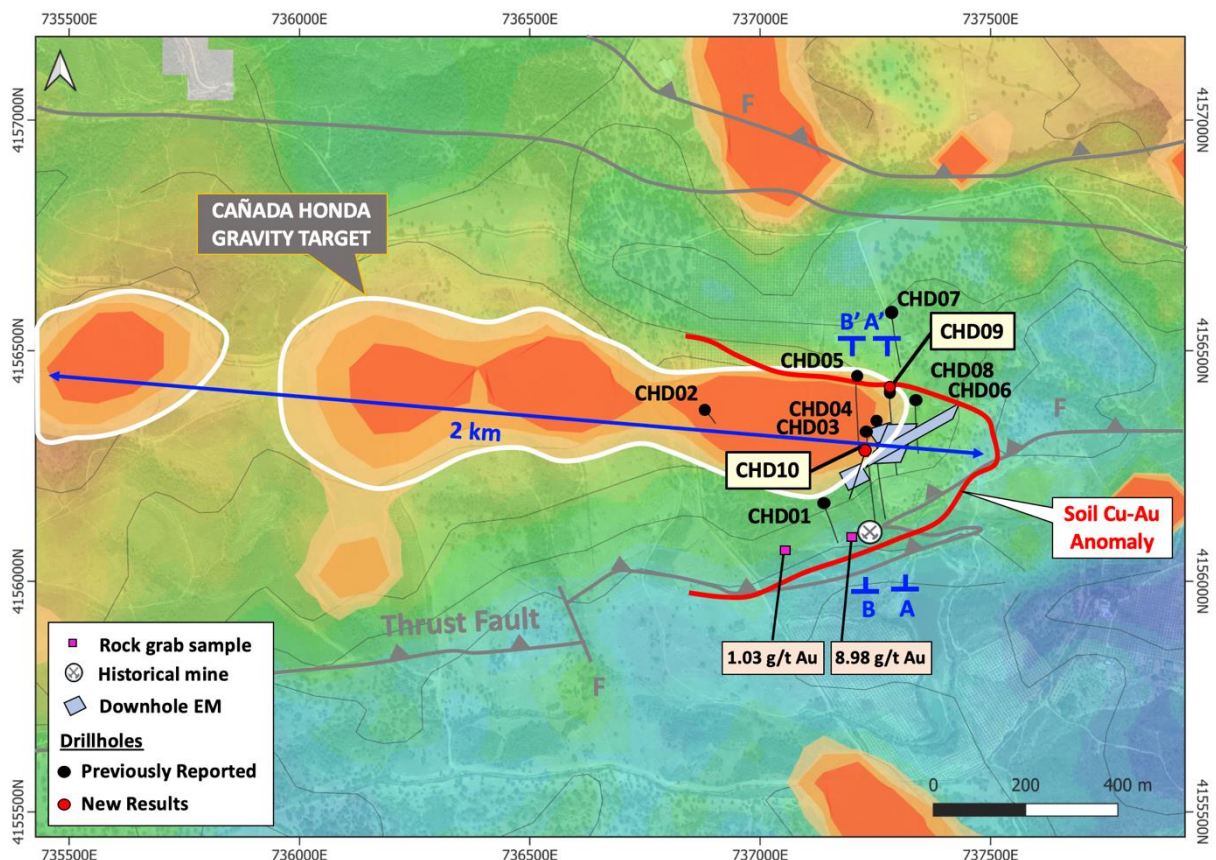 735500E 736000E 736500E 737000E 737500E
4157000N
4157000N
F
CAÑADA HONDA
GRAVITY TARGET
CHD07
B' A'
CHD09
4156500N
4156500N
CHD05
CHD08
CHD06
CHD02
CHD04
CHD03
F
2 km
CHD10
CHD01
Soil Cu-Au
Anomaly
4156000N
4156000N
Thrust Fault
B A
F
1.03 g/t Au
8.98 g/t Au
Rock grab sample
Historical mine
Downhole EM
Drillholes
Previously Reported
New Results
0 200 400 m
4155500N
4155500N
735500E 736000E 736500E 737000E 737500E